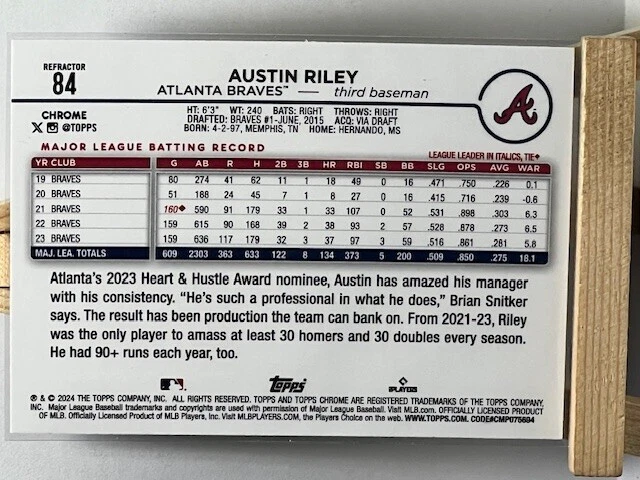 REFRACTOR
84
AUSTIN RILEY
ATLANTA BRAVES™ — third baseman
CHROME
X @TOPPS
HT: 6'3" WT: 240 BATS: RIGHT THROWS: RIGHT
DRAFTED: BRAVES #1-JUNE, 2015 ACQ: VIA DRAFT
BORN: 4-2-97, MEMPHIS, TN HOME: HERNANDO, MS
A
MAJOR LEAGUE BATTING RECORD
LEAGUE LEADER IN ITALICS, TIE♦
YR CLUB G AB R H 2B 3B HR RBI SB BB SLG OPS AVG WAR
19 BRAVES 80 274 41 62 11 1 18 49 0 16 .471 .750 .226 0.1
20 BRAVES 51 188 24 45 7 1 8 27 0 16 .415 .716 .239 -0.6
21 BRAVES 160♦ 590 91 179 33 1 33 107 0 52 .531 .898 .303 6.3
22 BRAVES 159 615 90 168 39 2 38 93 2 57 .528 .878 .273 6.5
23 BRAVES 159 636 117 179 32 3 37 97 3 59 .516 .861 .281 5.8
MAJ. LEA. TOTALS 609 2303 363 633 122 8 134 373 5 200 .509 .850 .275 18.1
Atlanta's 2023 Heart & Hustle Award nominee, Austin has amazed his manager
with his consistency. "He's such a professional in what he does," Brian Snitker
says. The result has been production the team can bank on. From 2021-23, Riley
was the only player to amass at least 30 homers and 30 doubles every season.
He had 90+ runs each year, too.
Topps
PLAYERS
® & © 2024 THE TOPPS COMPANY, INC. ALL RIGHTS RESERVED. TOPPS AND TOPPS CHROME ARE REGISTERED TRADEMARKS OF THE TOPPS COMPANY,
INC. Major League Baseball trademarks and copyrights are used with permission of Major League Baseball. Visit MLB.com. OFFICIALLY LICENSED PRODUCT
OF MLB. Officially Licensed Product of MLB Players, Inc. Visit MLBPLAYERS.com, the Players Choice on the web. WWW.TOPPS.COM. CODE#CMP075694